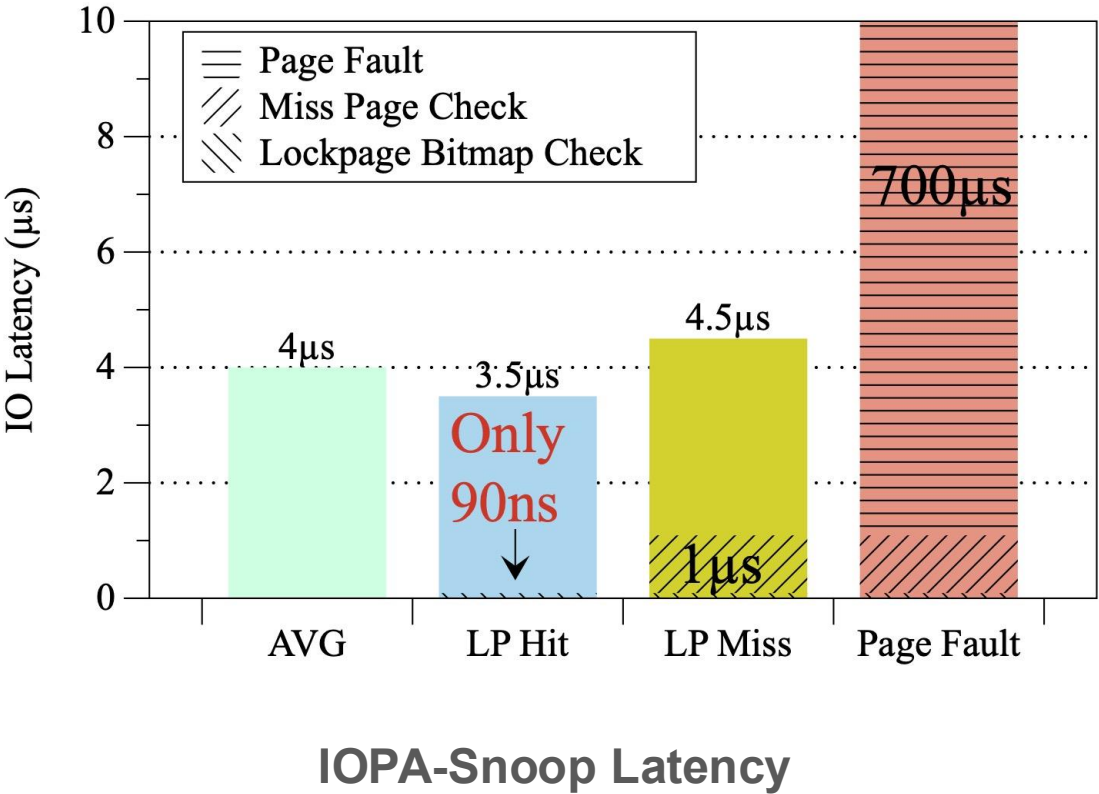 10
8
6
4
2
0
IO Latency (µs)
Page Fault
Miss Page Check
Lockpage Bitmap Check
4µs
3.5µs
Only
90ns
4.5µs
1µs
700µs
AVG
LP Hit
LP Miss
Page Fault
IOPA-Snoop Latency